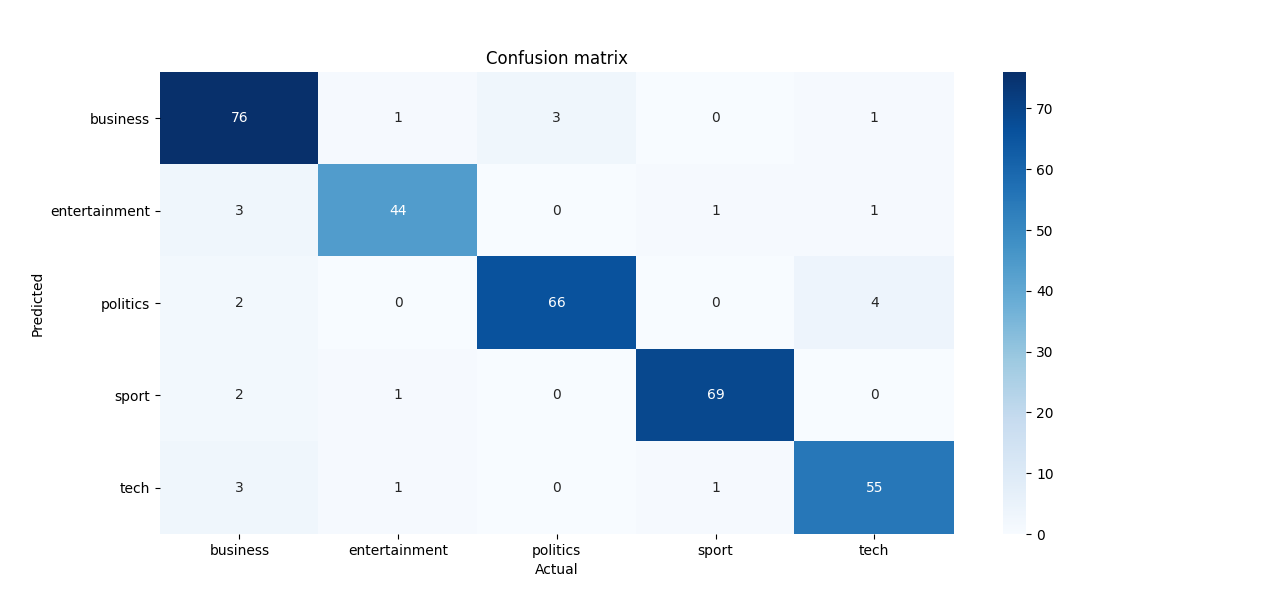 Confusion matrix
business 76 1 3 0 1
entertainment 3 44 0 1 1
politics 2 0 66 0 4
sport 2 1 0 69 0
tech 3 1 0 1 55
business entertainment politics sport tech
Actual
Predicted
70
60
50
40
30
20
10
0